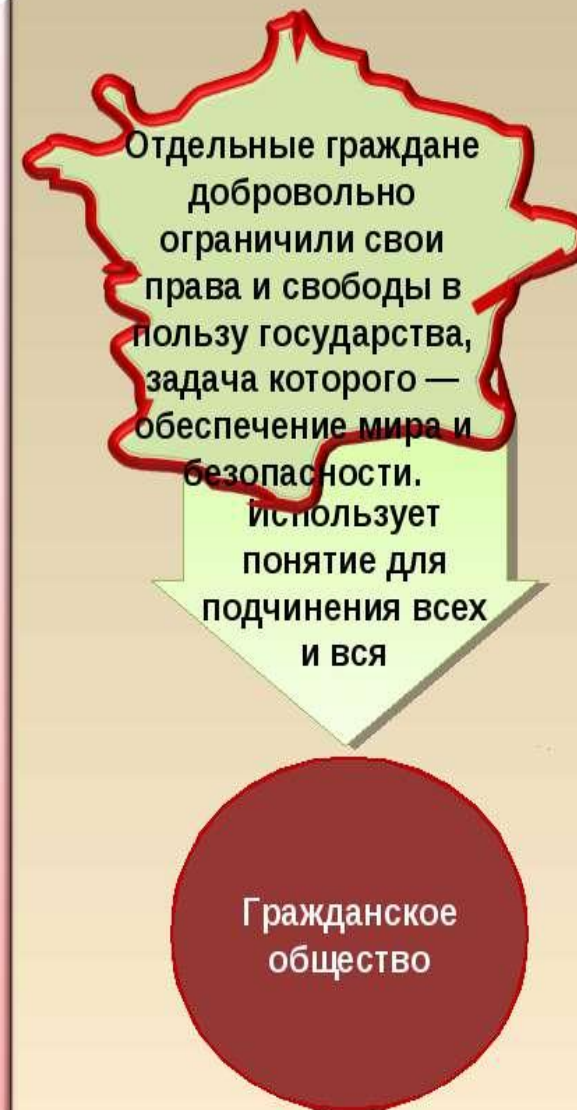 Отдельные граждане
добровольно
ограничили свои
права и свободы в
пользу государства,
задача которого —
обеспечение мира и
безопасности.
Использует
понятие для
подчинения всех
и вся
Гражданское
общество